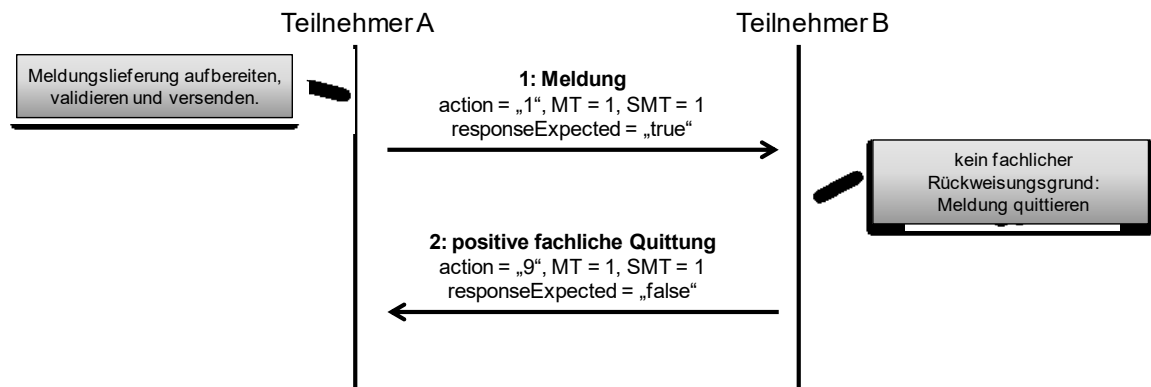 Teilnehmer A
Teilnehmer B
Meldungslieferung aufbereiten,
validieren und versenden.
1: Meldung
action = „1“, MT = 1, SMT = 1
responseExpected = „true“
kein fachlicher
Rückweisungsgrund:
Meldung quittieren
2: positive fachliche Quittung
action = „9“, MT = 1, SMT = 1
responseExpected = „false“